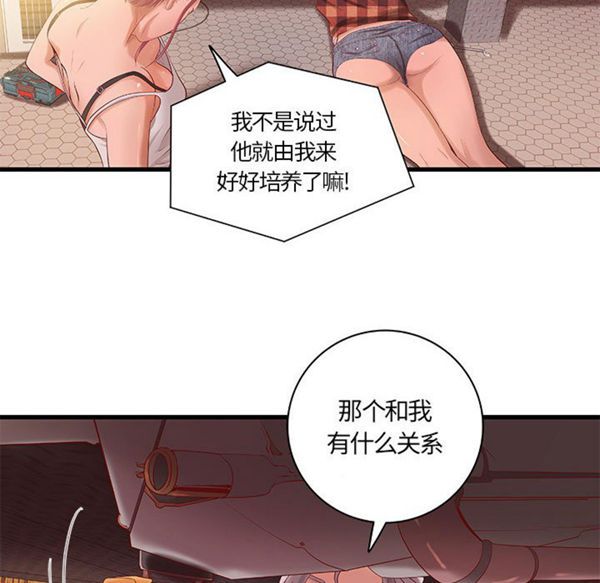 我不是说过
他就由我来
好好培养了嘛!
那个和我
有什么关系